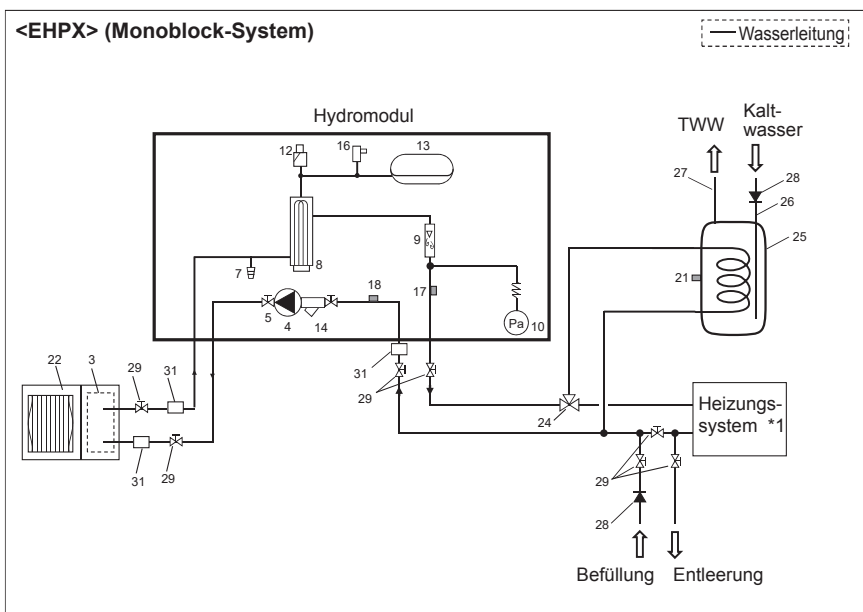 <EHPX> (Monoblock-System)
Wasserleitung
Hydromodul
TWW
Kalt-
wasser
12
16
13
27
28
26
25
9
7
8
21
18
17
5
4
14
Pa
10
22
3
29
31
31
29
24
Heizungs-
system *1
31
29
29
28
Befüllung
Entleerung